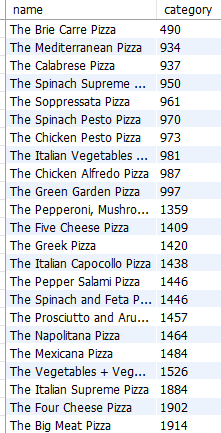 name category
The Brie Carre Pizza 490
The Mediterranean Pizza 934
The Calabrese Pizza 937
The Spinach Supreme ... 950
The Soppressata Pizza 961
The Spinach Pesto Pizza 970
The Chicken Pesto Pizza 973
The Italian Vegetables ... 981
The Chicken Alfredo Pizza 987
The Green Garden Pizza 997
The Pepperoni, Mushro... 1359
The Five Cheese Pizza 1409
The Greek Pizza 1420
The Italian Capocollo Pizza 1438
The Pepper Salami Pizza 1446
The Spinach and Feta P... 1446
The Prosciutto and Aru... 1457
The Napolitana Pizza 1464
The Mexicana Pizza 1484
The Vegetables + Veg... 1526
The Italian Supreme Pizza 1884
The Four Cheese Pizza 1902
The Big Meat Pizza 1914